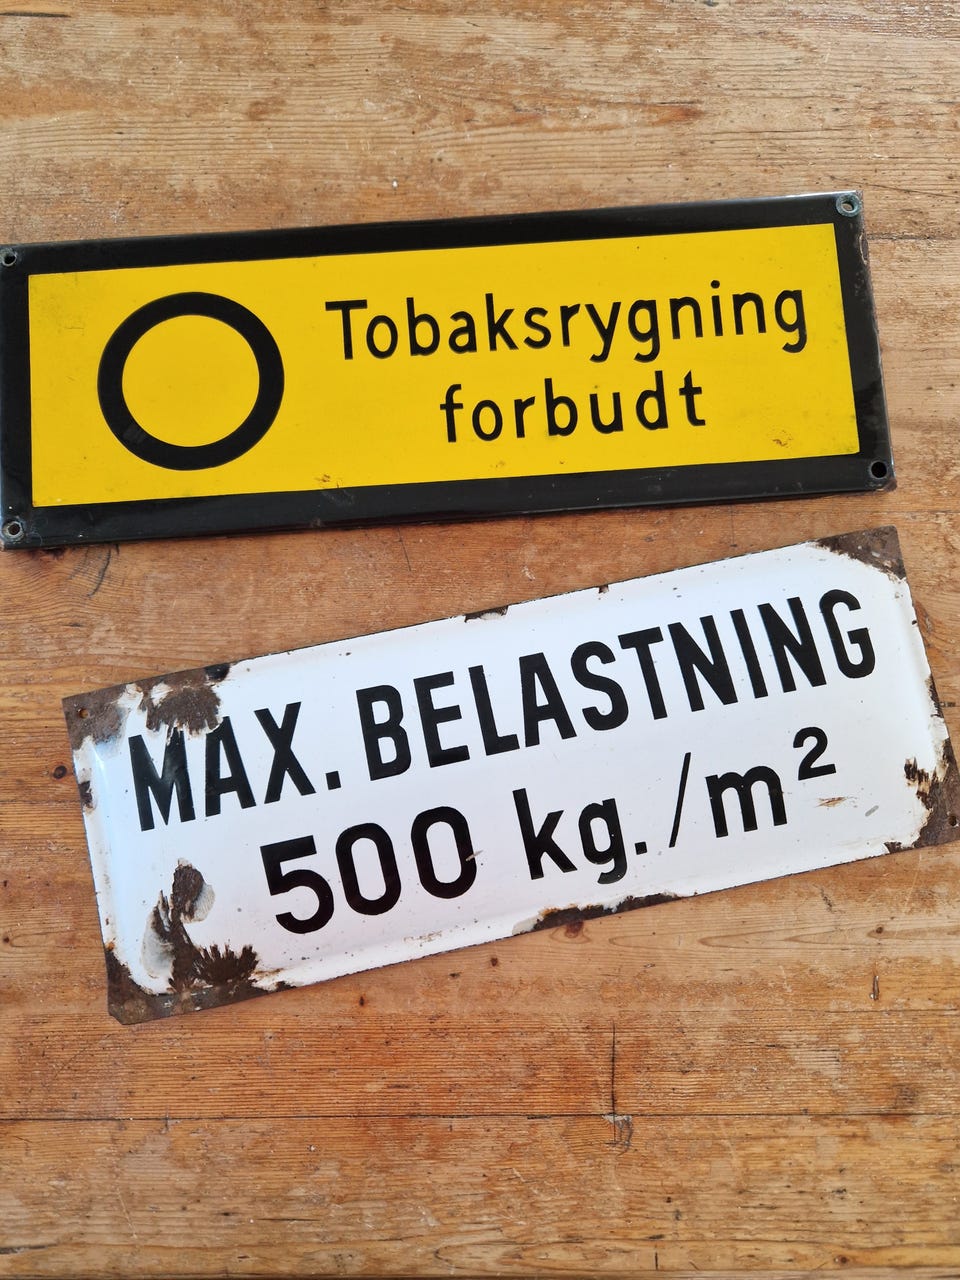 Tobaksrygning
forbudt
MAX. BELASTNING
500 kg./m²